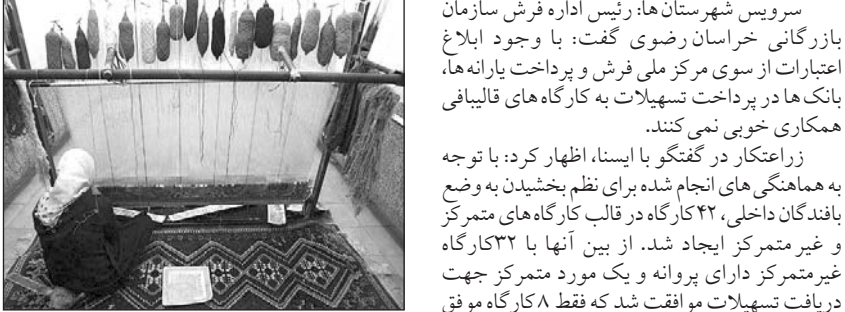 سرویس شهرستان‌ها: رئیس اداره فرش سازمان
بازرگانی خراسان رضوی گفت: با وجود ابلاغ
اعتبارات از سوی مرکز ملی فرش و پرداخت یارانه‌ها،
بانک‌ها در پرداخت تسهیلات به کارگاه‌های قالیبافی
همکاری خوبی نمی‌کنند.
زراعتکار در گفتگو با ایسنا، اظهار کرد: با توجه
به هماهنگی‌های انجام شده برای نظم بخشیدن به وضع
بافندگان داخلی، ۴۲کارگاه در قالب کارگاه‌های متمرکز
و غیر متمرکز ایجاد شد. از بین آنها با ۳۲کارگاه
غیرمتمرکز دارای پروانه و یک مورد متمرکز جهت
دریافت تسهیلات موافقت شد که فقط ۸ کارگاه موفق